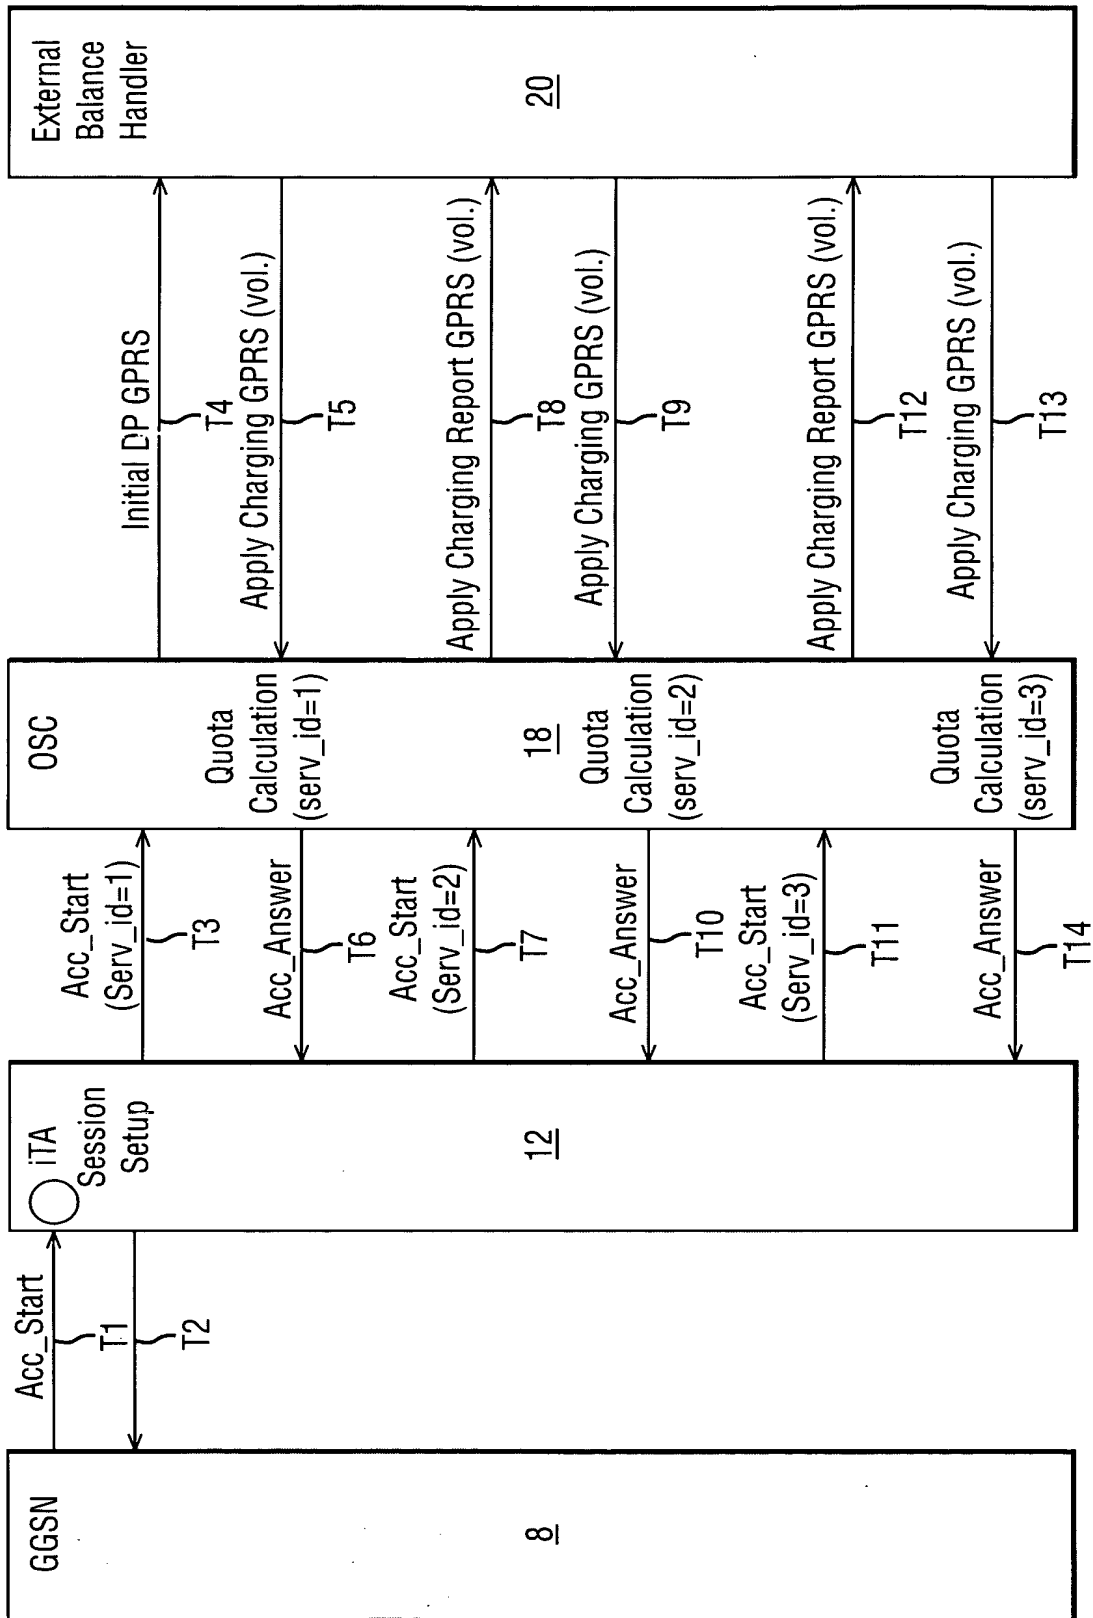 GGSN
8
Acc_Start
T1
T2
iTA
Session
Setup
12
Acc_Start
(Serv_id=1)
T3
Acc_Answer
T6
Acc_Start
(Serv_id=2)
T7
Acc_Answer
T10
Acc_Start
(Serv_id=3)
T11
Acc_Answer
T14
OSC
Quota
Calculation
(serv_id=1)
18
Quota
Calculation
(serv_id=2)
Quota
Calculation
(serv_id=3)
Initial DP GPRS
T4
Apply Charging GPRS (vol.)
T5
Apply Charging Report GPRS (vol.)
T8
Apply Charging GPRS (vol.)
T9
Apply Charging Report GPRS (vol.)
T12
Apply Charging GPRS (vol.)
T13
External
Balance
Handler
20